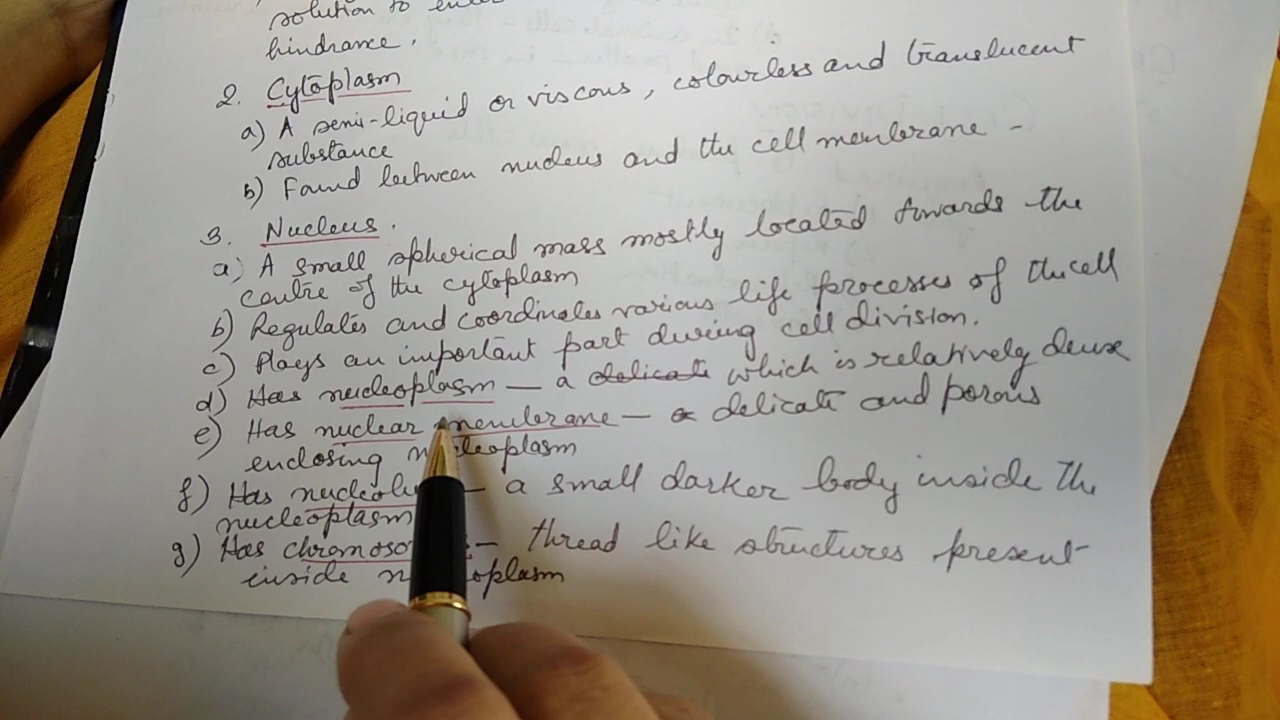 solution to
hindrance.
2. Cytoplasm
a) A semi-liquid or viscous, colourless and translucent
substance
b) Found between nucleus and the cell membrane -
3. Nucleus.
a) A small spherical mass mostly located towards the
centre of the cytoplasm
b) Regulates and coordinates various life processes of the cell
c) Plays an important part during cell division.
d) Has nucleoplasm — a delicate which is relatively dense
e) Has nuclear membrane — a delicate and porous
enclosing nucleoplasm
f) Has — a small darker body inside the
nucleoplasm
g) Has — thread like structures present
inside